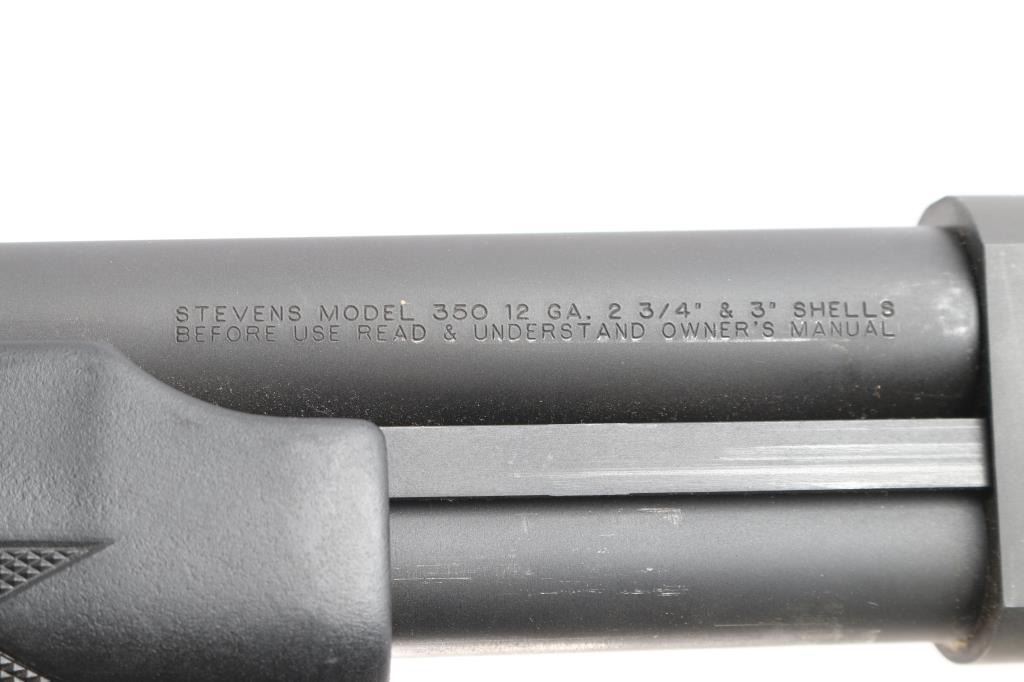 STEVENS MODEL 350 12 GA. 2 3/4" & 3" SHELLS
BEFORE USE READ & UNDERSTAND OWNER'S MANUAL